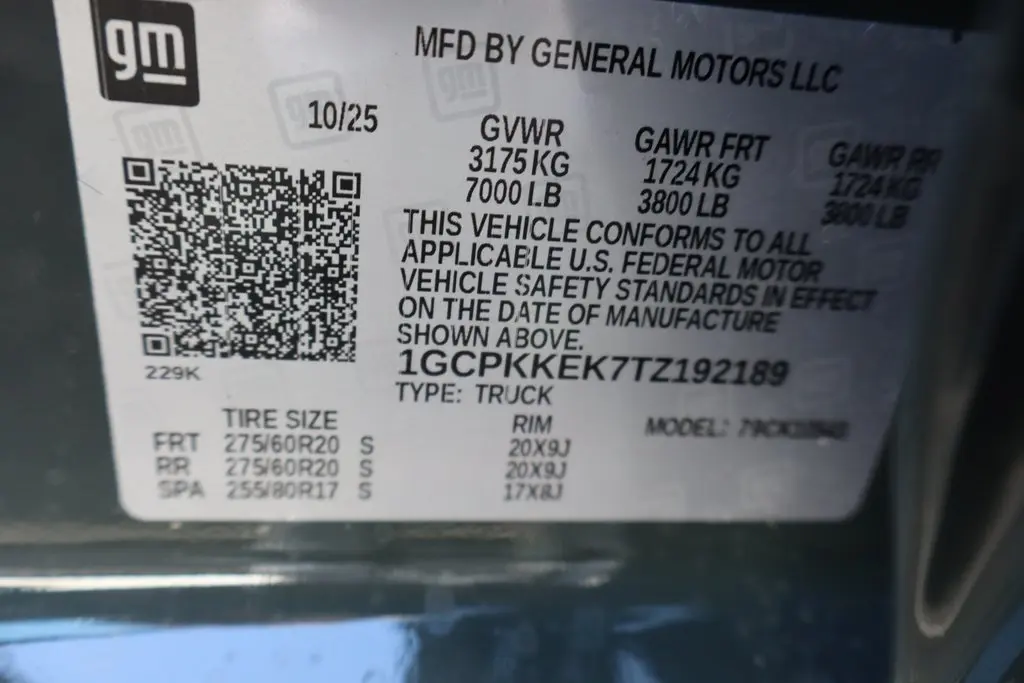 gm
MFD BY GENERAL MOTORS LLC
10/25
GVWR GAWR FRT GAWR RR
3175 KG 1724 KG 1724 KG
7000 LB 3800 LB 3800 LB
THIS VEHICLE CONFORMS TO ALL
APPLICABLE U.S. FEDERAL MOTOR
VEHICLE SAFETY STANDARDS IN EFFECT
ON THE DATE OF MANUFACTURE
SHOWN ABOVE.
1GCPKKEK7TZ192189
229K
TYPE: TRUCK
TIRE SIZE RIM MODEL:
FRT 275/60R20 S 20X9J
RR 275/60R20 S 20X9J
SPA 255/80R17 S 17X8J